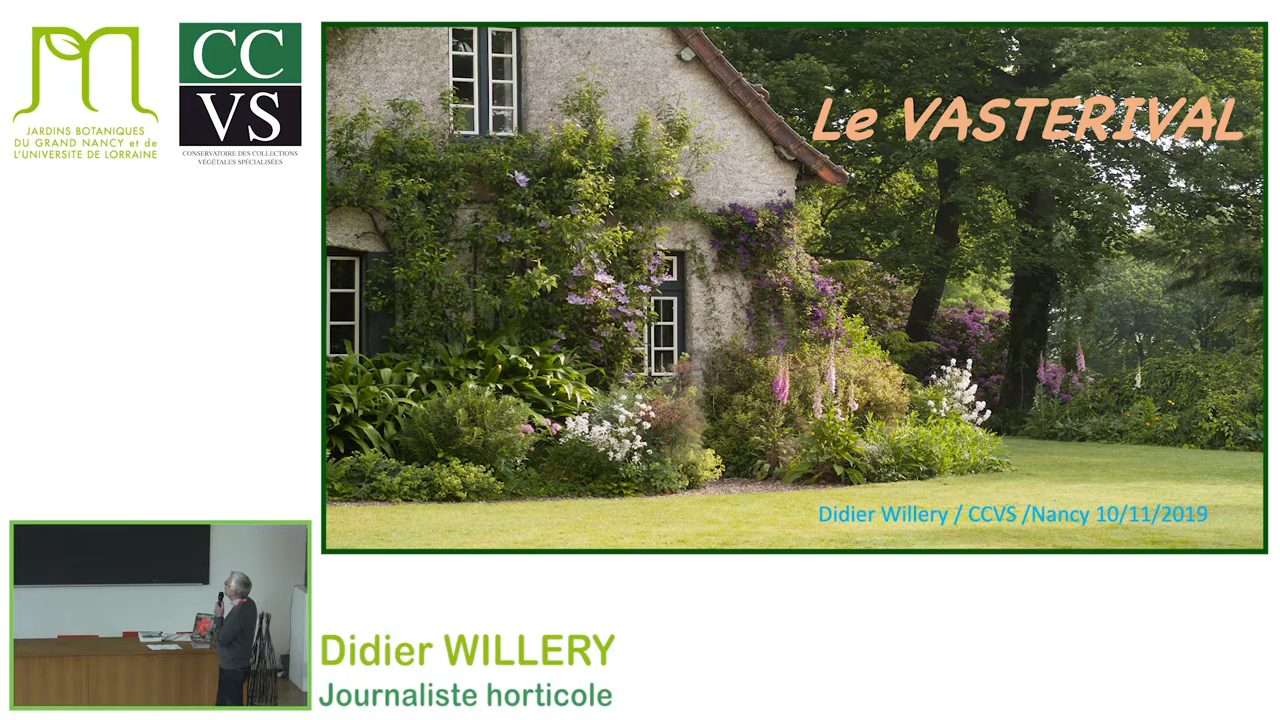 JARDINS BOTANIQUES
DU GRAND NANCY et de
L'UNIVERSITE DE LORRAINE
CC
VS
CONSERVATOIRE DES COLLECTIONS
VÉGÉTALES SPÉCIALISÉES
Le VASTERIVAL
Didier Willery / CCVS /Nancy 10/11/2019
Didier WILLERY
Journaliste horticole